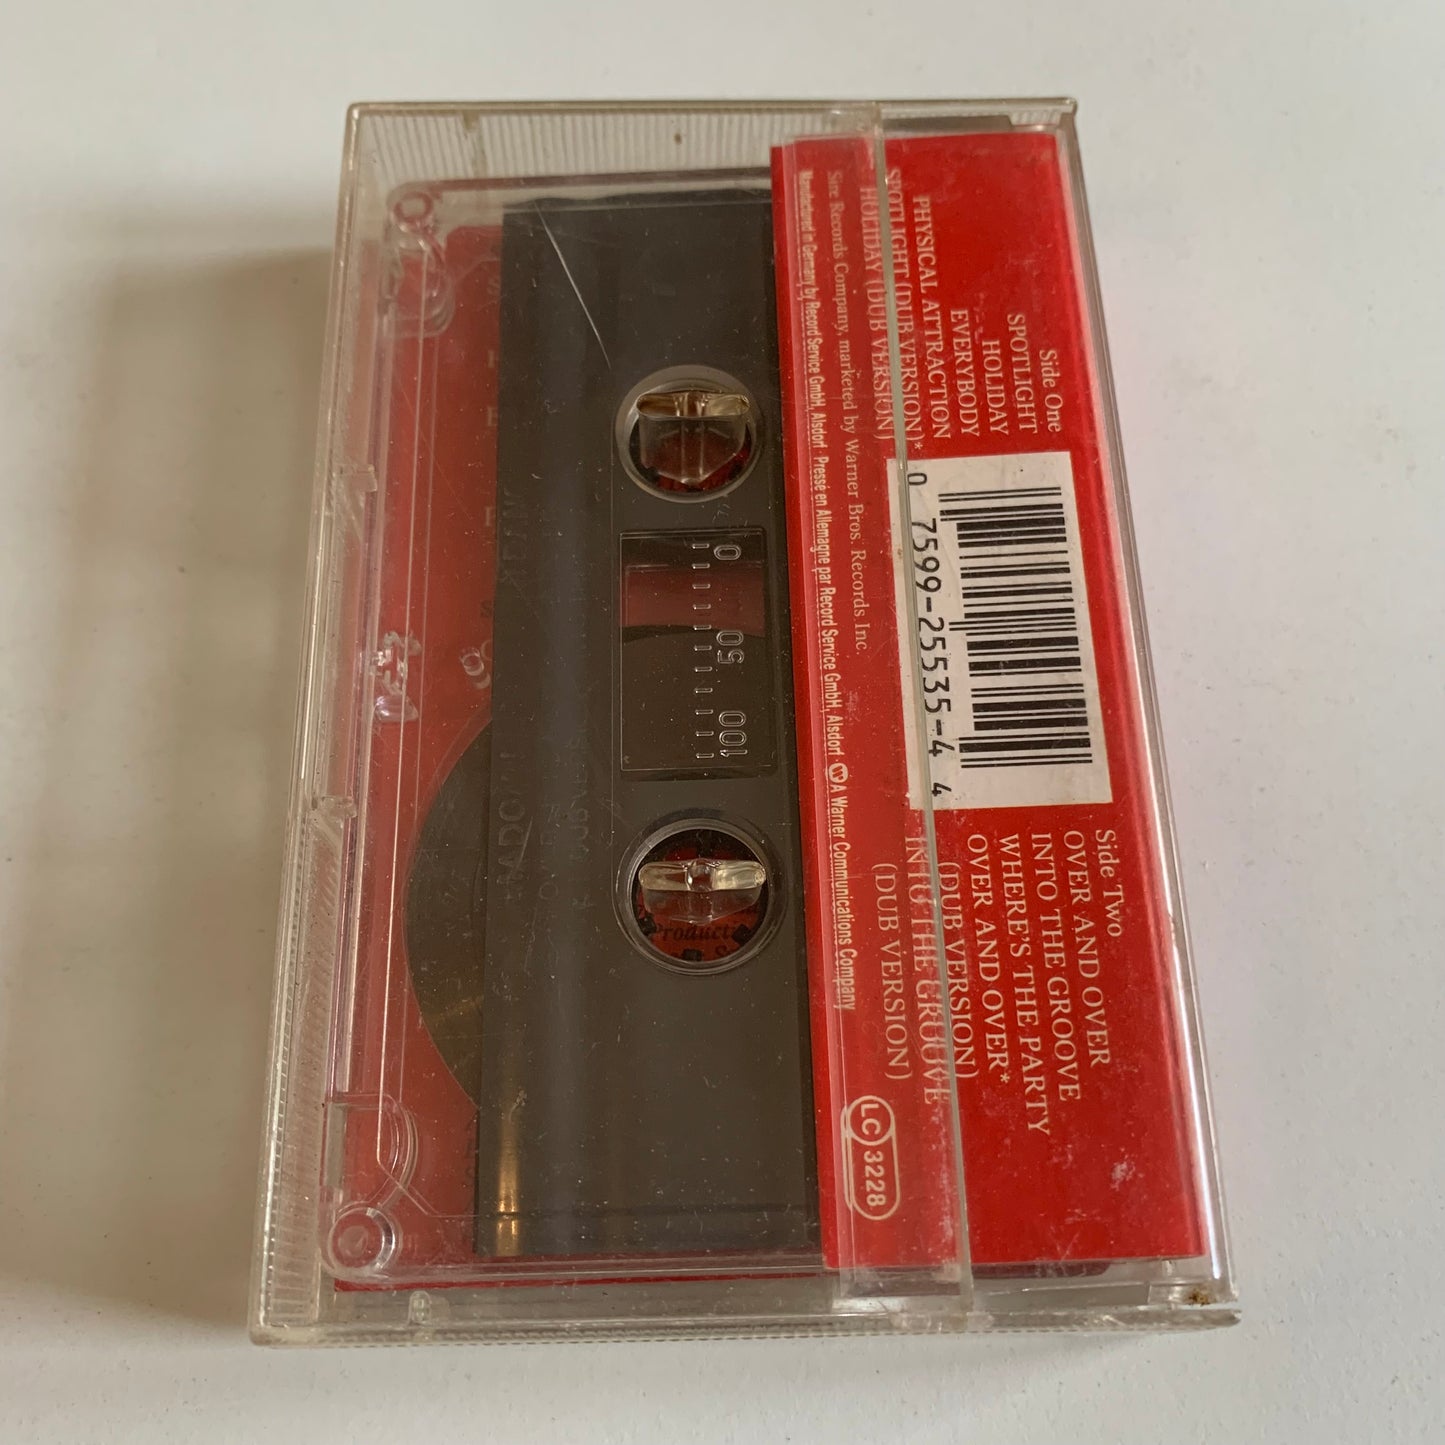 Side One
SPOTLIGHT
HOLIDAY
EVERYBODY
PHYSICAL ATTRACTION
SPOTLIGHT (DUB VERSION)*
HOLIDAY (DUB VERSION)
Sire Records Company, marketed by Warner Bros. Records Inc.
Manufactured in Germany by Record Service GmbH, Alsdorf · Pressé en Allemagne par Record Service GmbH, Alsdorf · A Warner Communications Company
0 7599-25535-4 4
Side Two
OVER AND OVER
INTO THE GROOVE
WHERE'S THE PARTY
OVER AND OVER*
(DUB VERSION)
INTO THE GROOVE
(DUB VERSION)
LC 3228
0 50 100
Producti